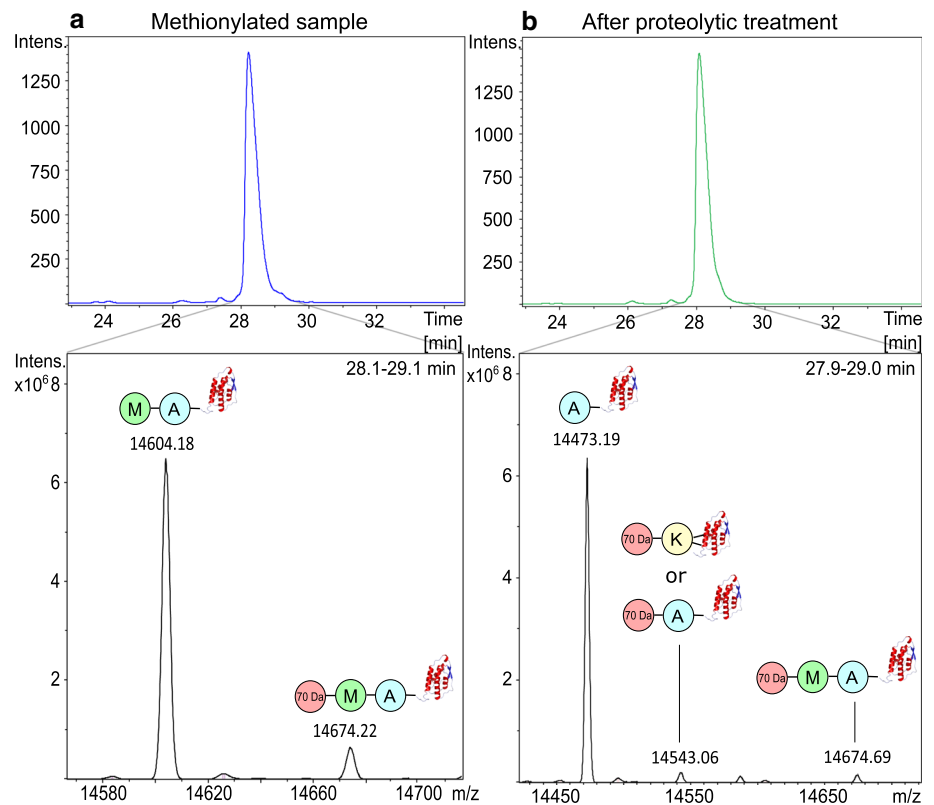 a Methionylated sample
Intens.
1250
1000
750
500
250
24 26 28 30 32 Time
[min]
Intens.
x10⁶ 8
28.1-29.1 min
M A
14604.18
6
4
2
70 Da M A
14674.22
14580 14620 14660 14700 m/z
b After proteolytic treatment
Intens.
1250
1000
750
500
250
24 26 28 30 32 Time
[min]
Intens.
x10⁶ 8
27.9-29.0 min
A
14473.19
6
70 Da K
or
4
70 Da A
2
70 Da M A
14543.06
14674.69
14450 14550 14650 m/z